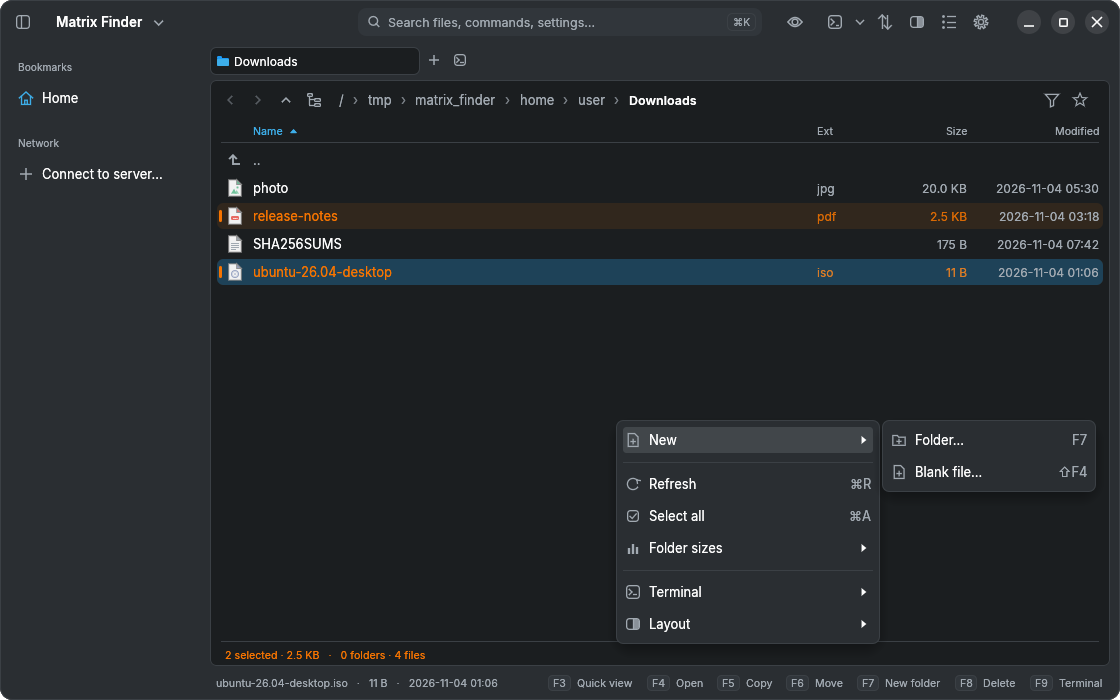 Matrix Finder
Search files, commands, settings... ⌘K
Bookmarks
Home
Network
Connect to server...
Downloads
/ › tmp › matrix_finder › home › user › Downloads
Name Ext Size Modified
..
photo jpg 20.0 KB 2026-11-04 05:30
release-notes pdf 2.5 KB 2026-11-04 03:18
SHA256SUMS 175 B 2026-11-04 07:42
ubuntu-26.04-desktop iso 11 B 2026-11-04 01:06
New
Refresh ⌘R
Select all ⌘A
Folder sizes
Terminal
Layout
Folder... F7
Blank file... ⇧F4
2 selected · 2.5 KB · 0 folders · 4 files
ubuntu-26.04-desktop.iso · 11 B · 2026-11-04 01:06
F3 Quick view F4 Open F5 Copy F6 Move F7 New folder F8 Delete F9 Terminal